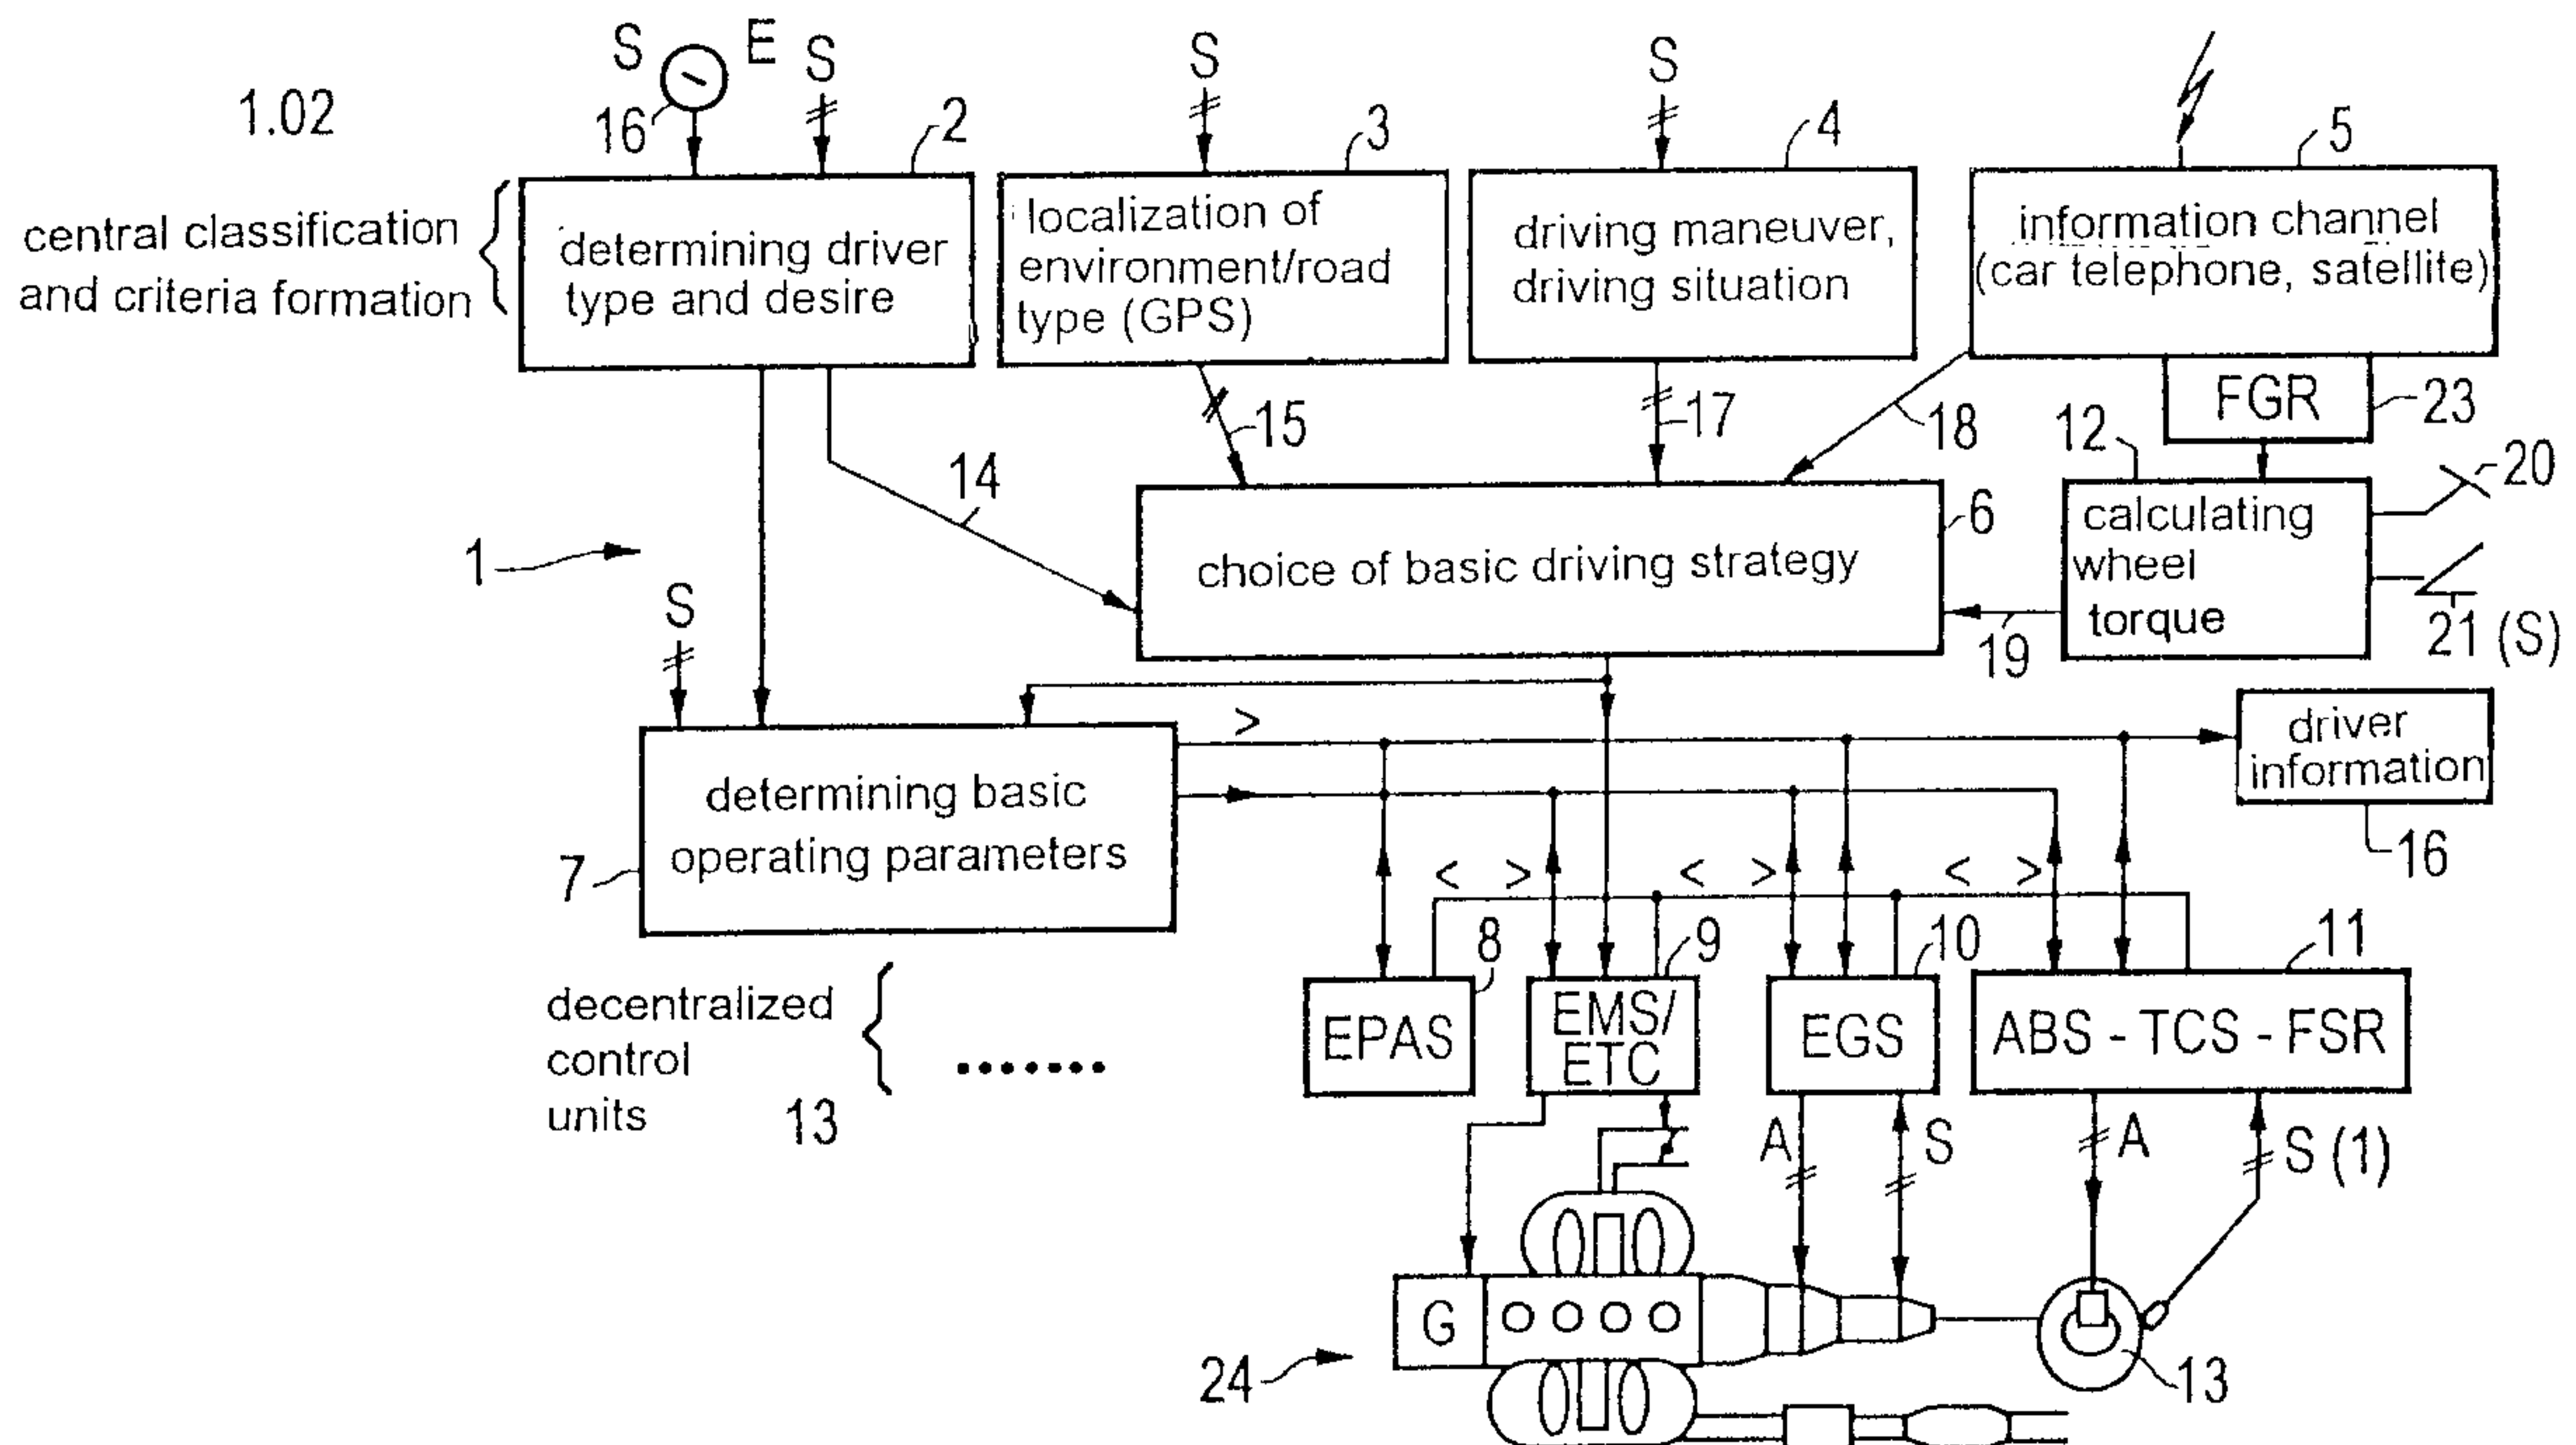 S
E
S
S
S
1.02
16
2
3
4
5
central classification
and criteria formation
determining driver
type and desire
localization of
environment/road
type (GPS)
driving maneuver,
driving situation
information channel
(car telephone, satellite)
FGR
23
14
15
17
18
12
20
1
choice of basic driving strategy
6
calculating
wheel
torque
19
21 (S)
S
>
driver
information
16
determining basic
operating parameters
7
< > < > < >
8
9
10
11
decentralized
control
units
13
.......
EPAS
EMS/
ETC
EGS
ABS - TCS - FSR
A
S
A
S (1)
G
24
13